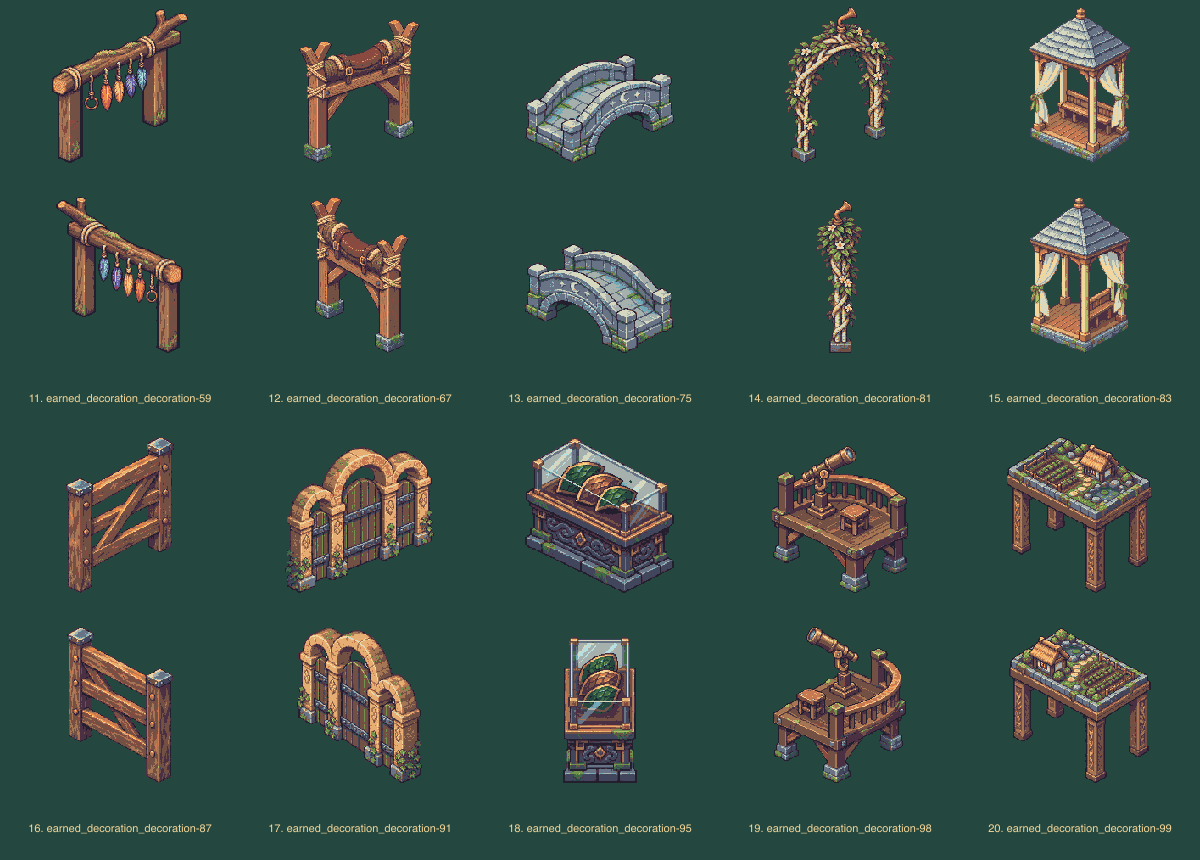 11. earned_decoration_decoration-59
12. earned_decoration_decoration-67
13. earned_decoration_decoration-75
14. earned_decoration_decoration-81
15. earned_decoration_decoration-83
16. earned_decoration_decoration-87
17. earned_decoration_decoration-91
18. earned_decoration_decoration-95
19. earned_decoration_decoration-98
20. earned_decoration_decoration-99